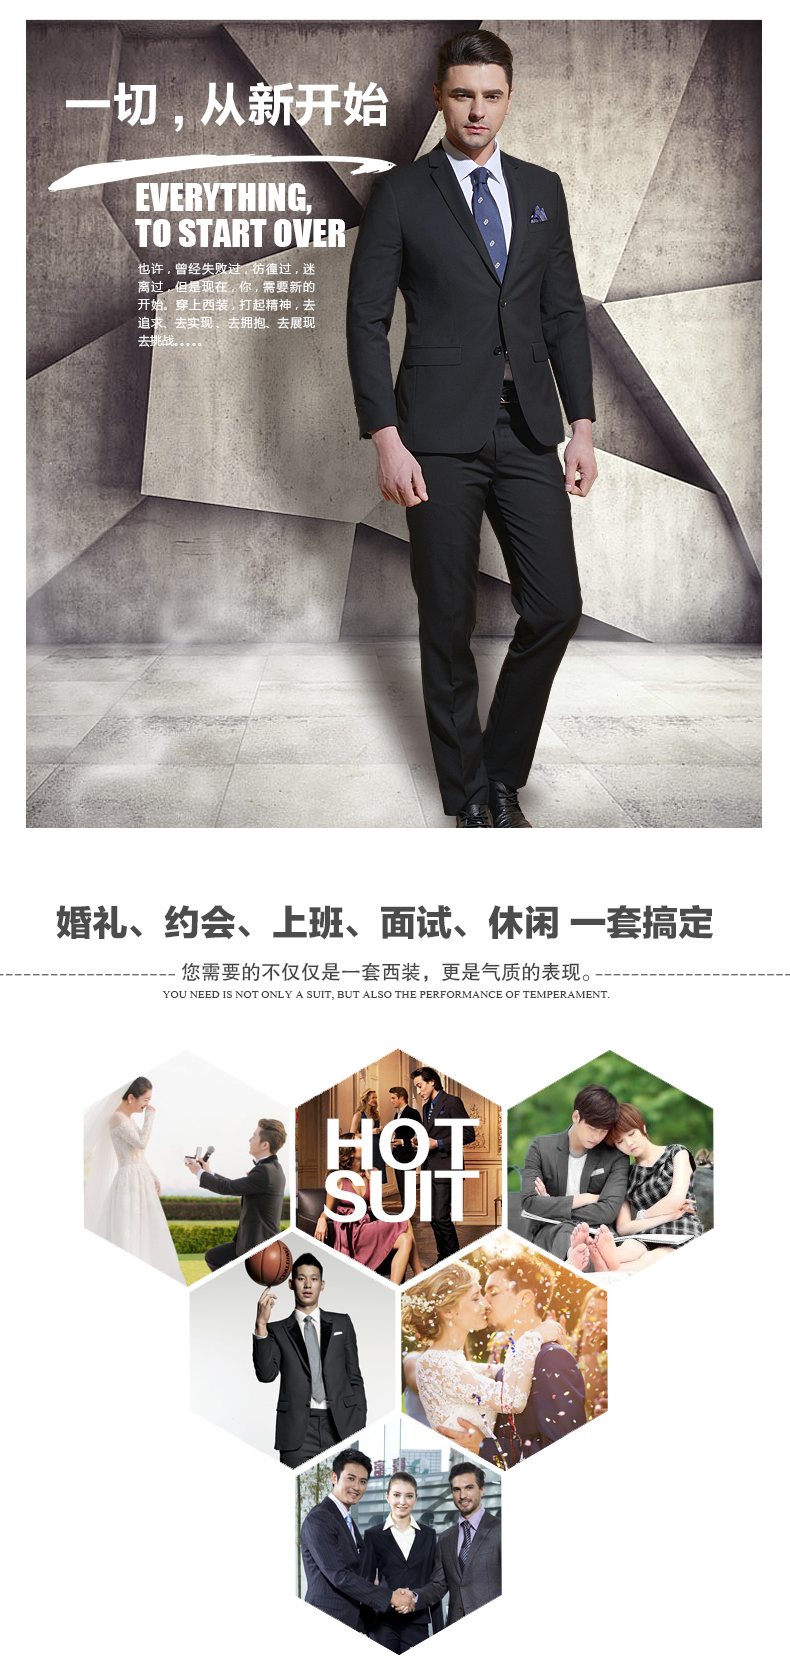 一切，从新开始
EVERYTHING,
TO START OVER
也许，曾经失败过，彷徨过，迷
离过，但是现在，你，需要新的
开始。穿上西装，打起精神，去
追求、去实现、去拥抱、去展现
去挑战.....
婚礼、约会、上班、面试、休闲 一套搞定
您需要的不仅仅是一套西装，更是气质的表现。
YOU NEED IS NOT ONLY A SUIT, BUT ALSO THE PERFORMANCE OF TEMPERAMENT.
HOT
SUIT